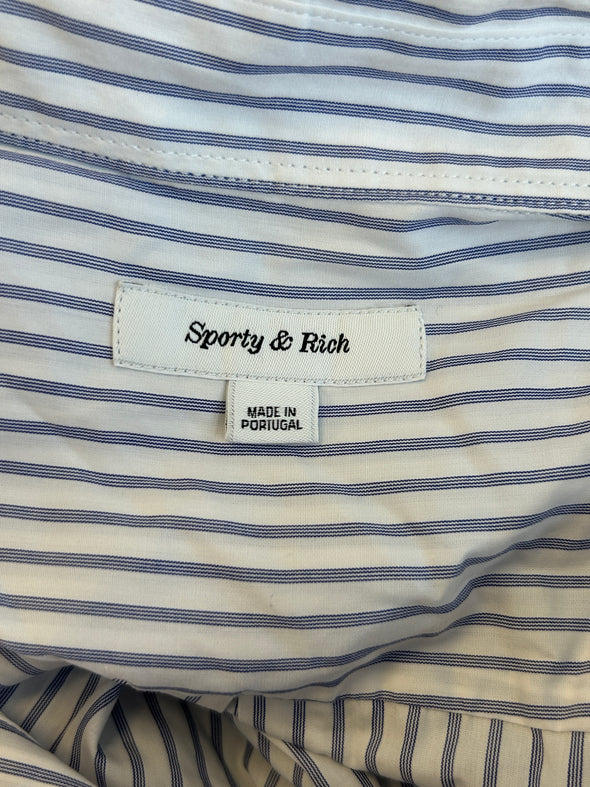 Sporty & Rich
MADE IN
PORTUGAL